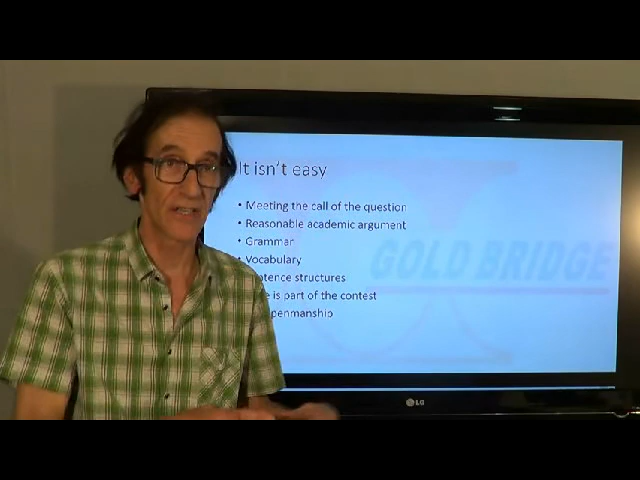 It isn't easy
• Meeting the call of the question
• Reasonable academic argument
• Grammar
• Vocabulary
structures
is part of the contest
penmanship
GOLD BRIDGE
LG